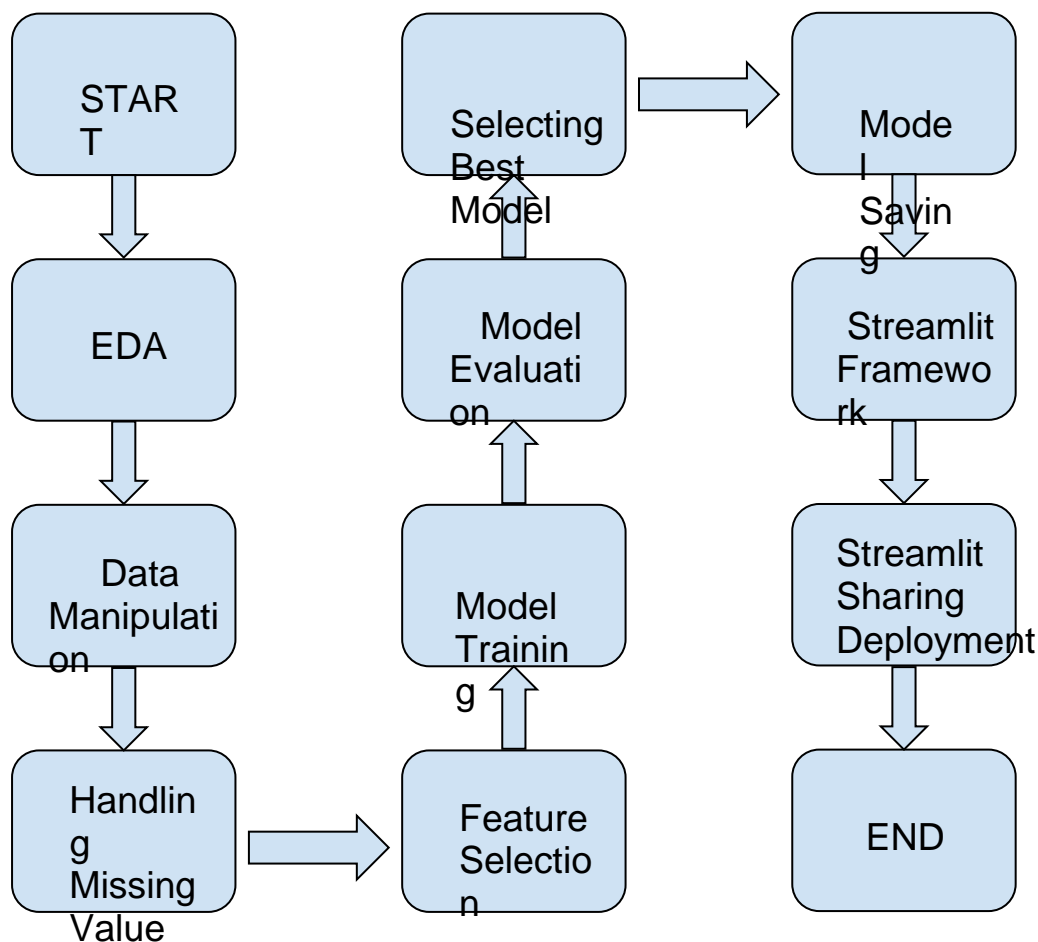 STAR
T
EDA
Data
Manipulati
on
Handlin
g
Missing
Value
Feature
Selectio
n
Model
Trainin
g
Model
Evaluati
on
Selecting
Best
Model
Mode
l
Savin
g
Streamlit
Framewo
rk
Streamlit
Sharing
Deployment
END